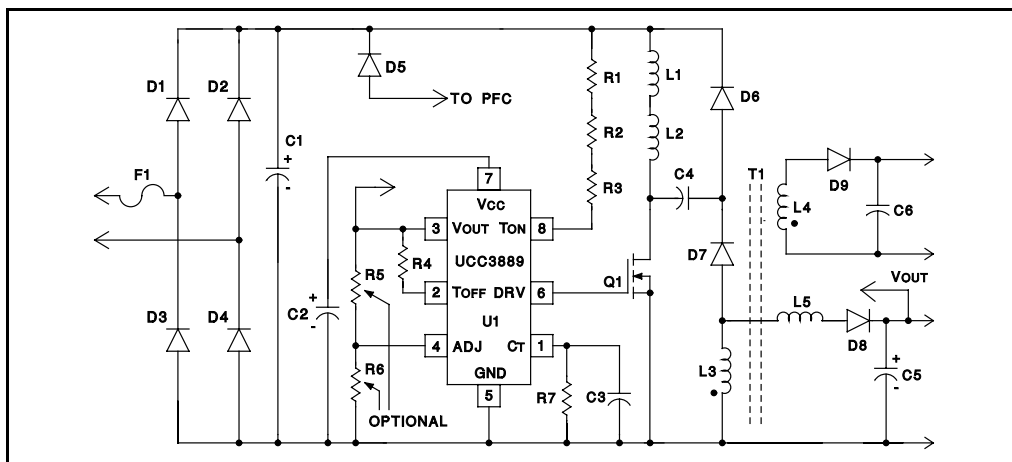 D5
TO PFC
D1
D2
R1
L1
D6
C1
+
-
R2
L2
F1
R3
C4
T1
D9
7
VCC
L4
C6
3
VOUT
TON
8
UCC3889
R4
D7
VOUT
R5
Q1
2
TOFF
DRV
6
L5
+
C2
-
U1
D3
D4
4
ADJ
CT
1
D8
R6
GND
L3
+
C5
-
5
R7
C3
OPTIONAL